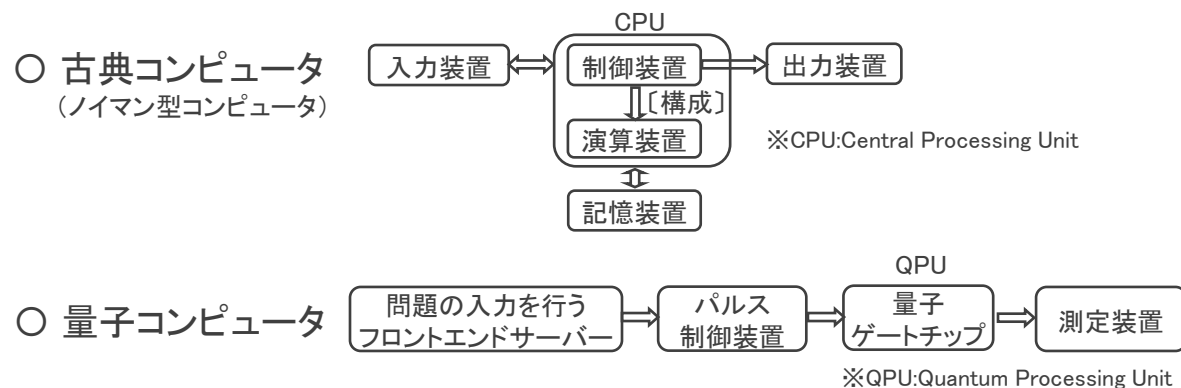 CPU
〇 古典コンピュータ
(ノイマン型コンピュータ)
入力装置
制御装置
出力装置
〔構成〕
演算装置
※CPU:Central Processing Unit
記憶装置
QPU
〇 量子コンピュータ
問題の入力を行う
フロントエンドサーバー
パルス
制御装置
量子
ゲートチップ
測定装置
※QPU:Quantum Processing Unit